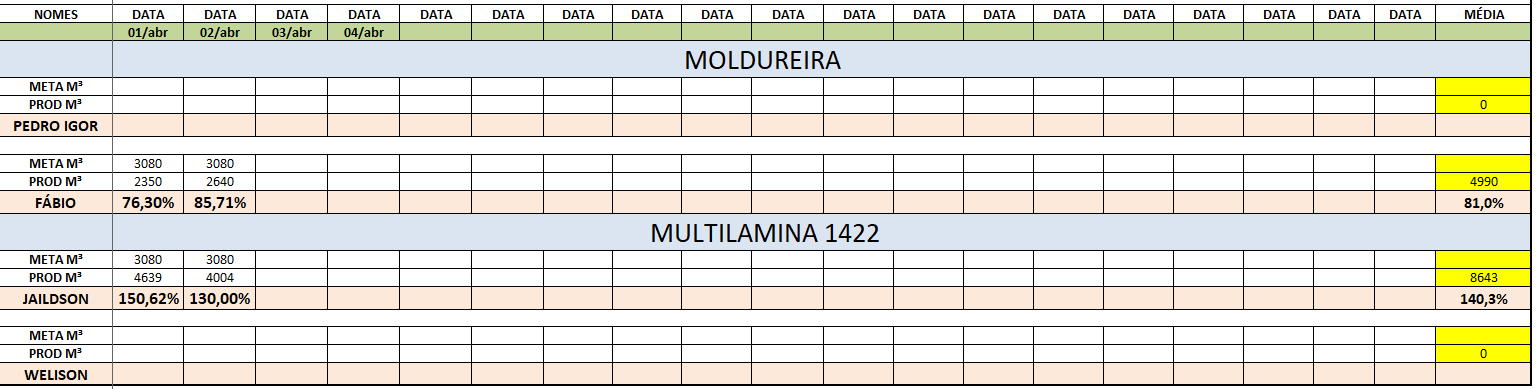 NOMES DATA DATA DATA DATA DATA DATA DATA DATA DATA DATA DATA DATA DATA DATA DATA DATA DATA DATA MÉDIA
01/abr 02/abr 03/abr 04/abr
MOLDUREIRA
META M³
PROD M³ 0
PEDRO IGOR
META M³ 3080 3080
PROD M³ 2350 2640 4990
FÁBIO 76,30% 85,71% 81,0%
MULTILAMINA 1422
META M³ 3080 3080
PROD M³ 4639 4004 8643
JAILDSON 150,62% 130,00% 140,3%
META M³
PROD M³ 0
WELISON